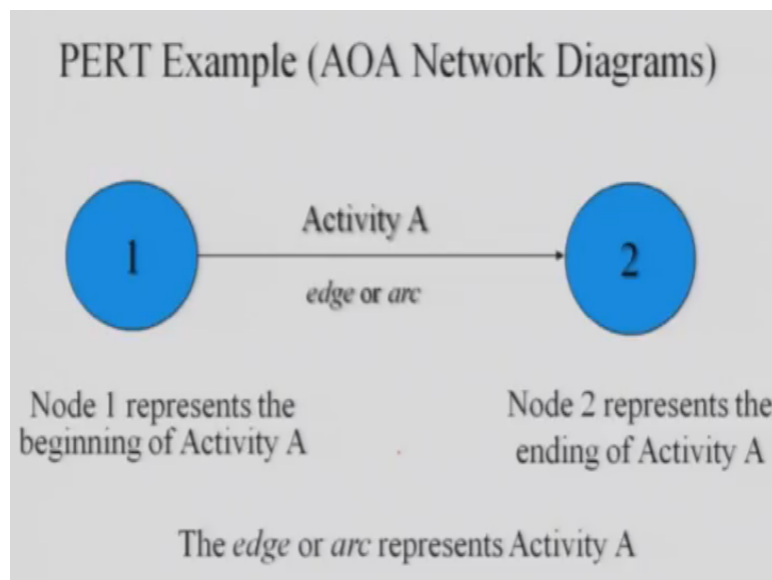 PERT Example (AOA Network Diagrams)
1
Activity A
2
edge or arc
Node 1 represents the
beginning of Activity A
Node 2 represents the
ending of Activity A
The edge or arc represents Activity A